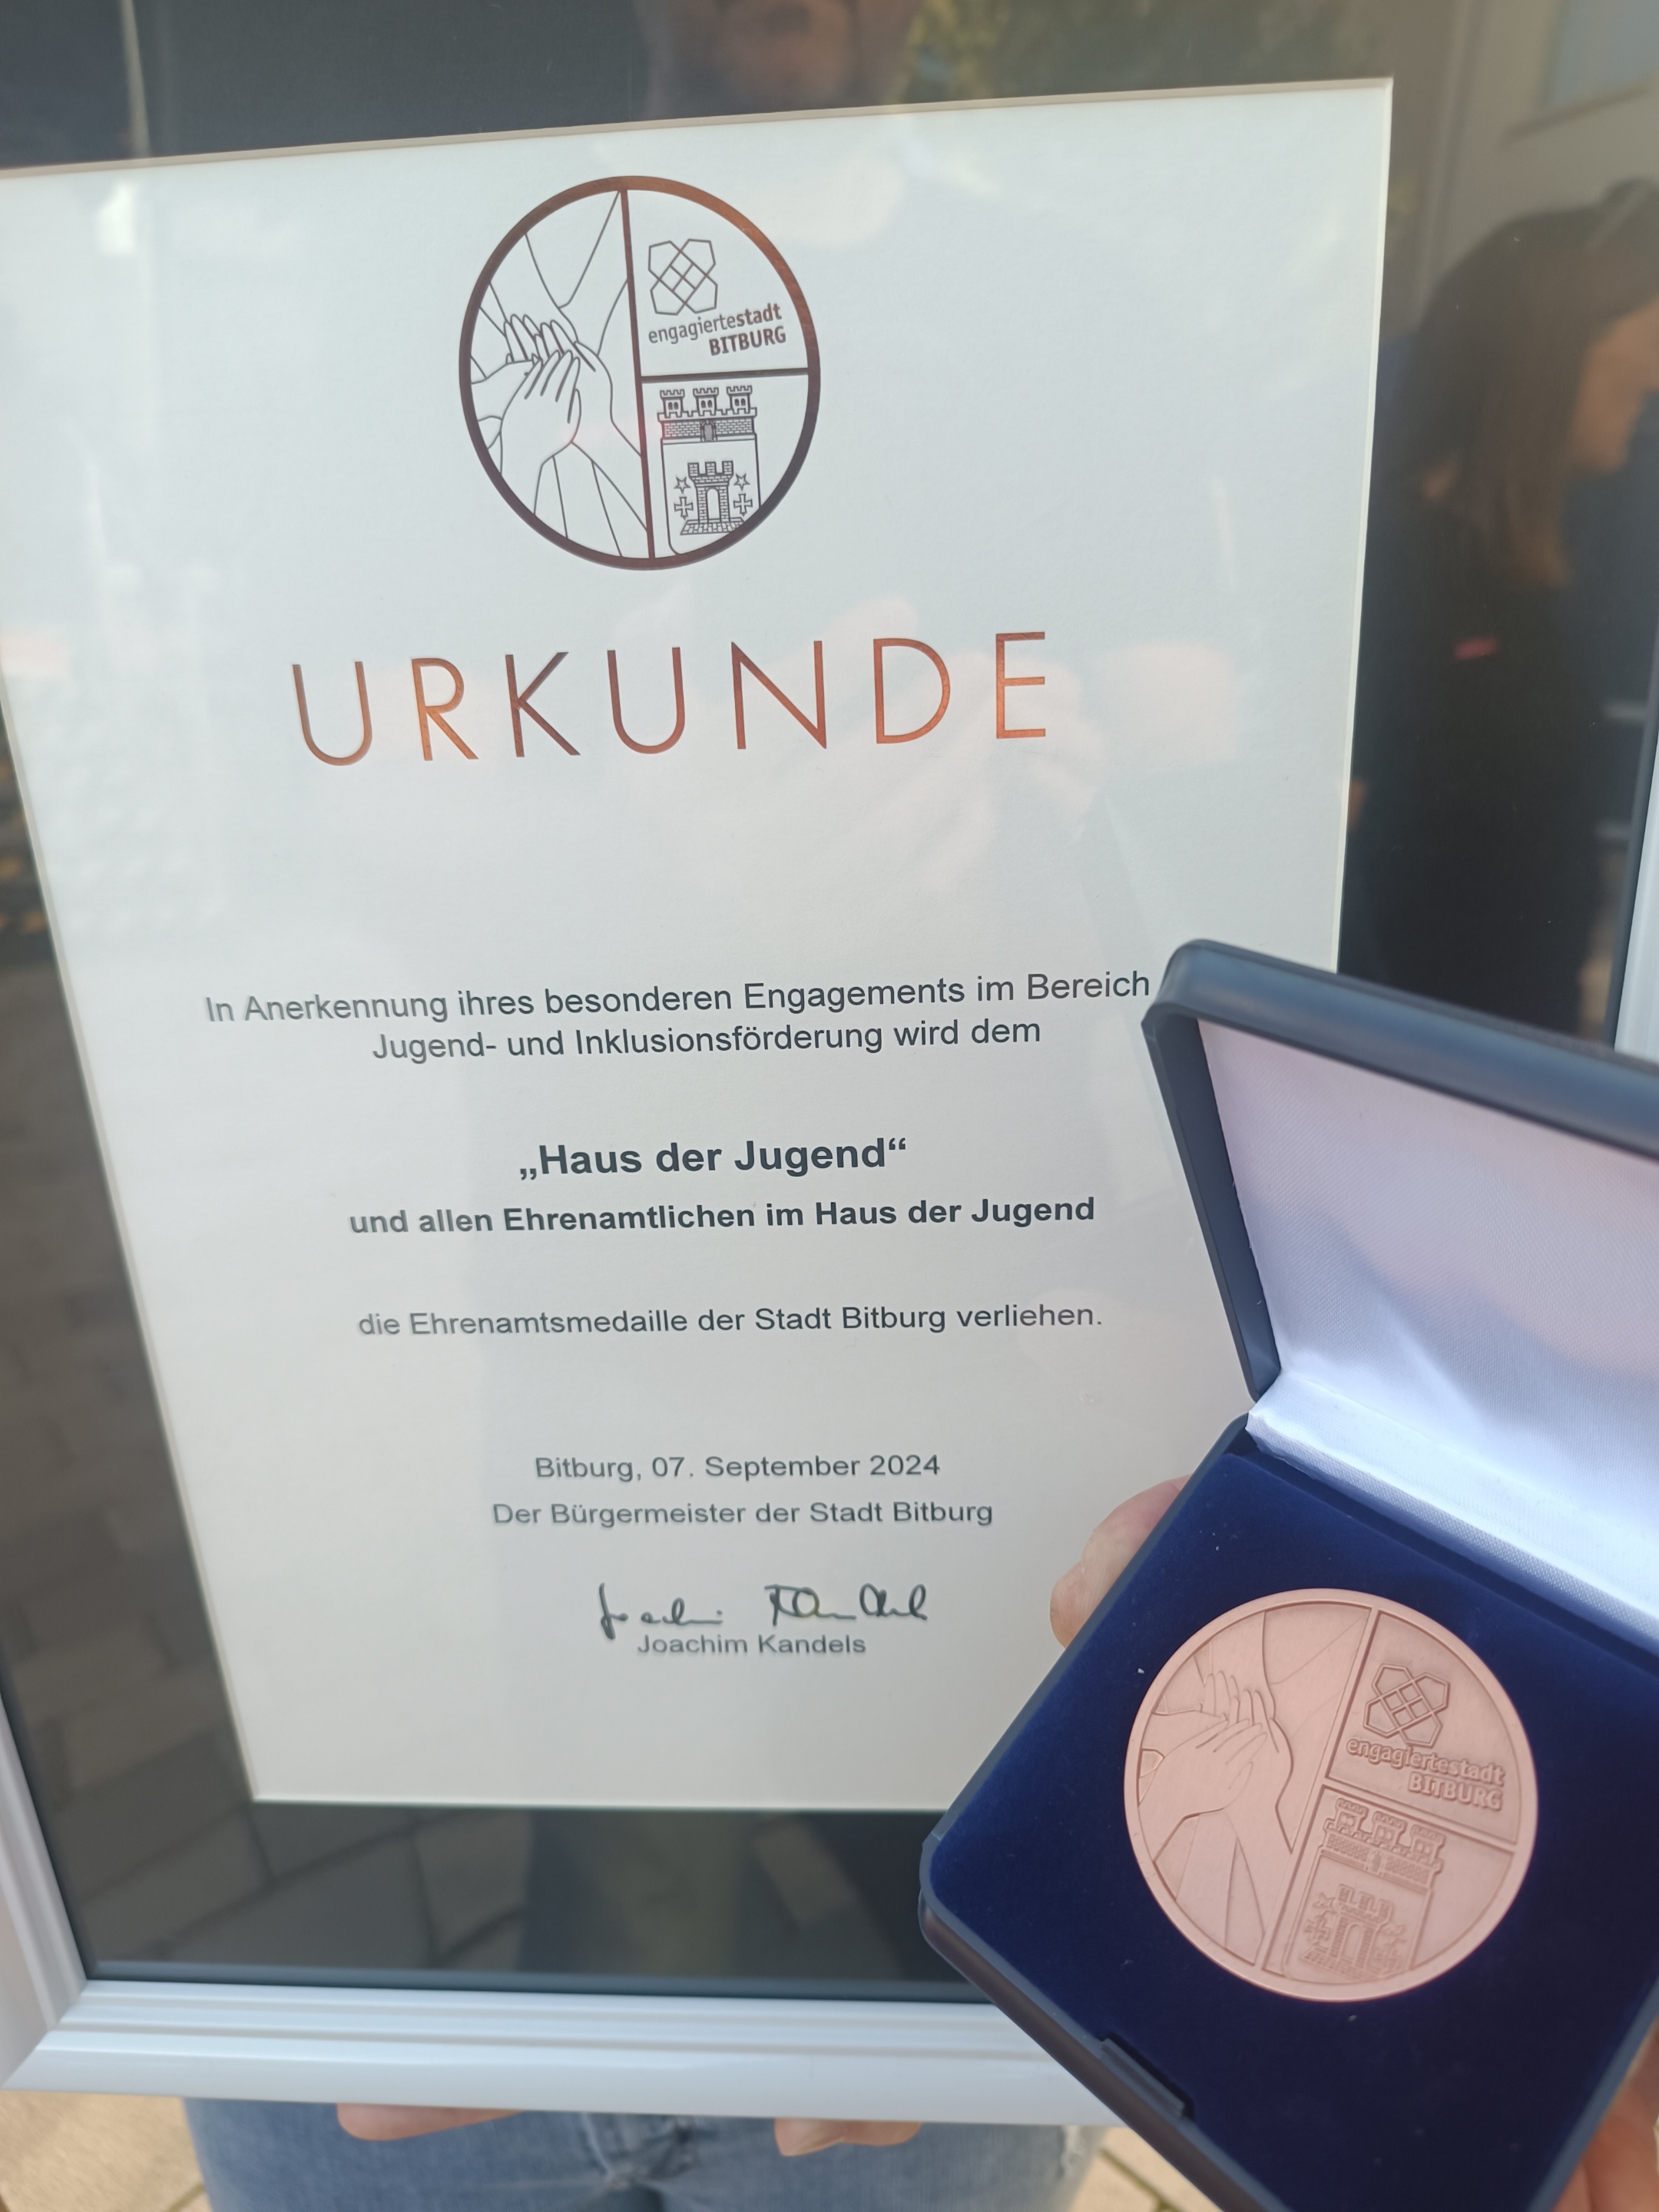 engagiertestadt
BITBURG
URKUNDE
In Anerkennung ihres besonderen Engagements im Bereich
Jugend- und Inklusionsförderung wird dem
„Haus der Jugend“
und allen Ehrenamtlichen im Haus der Jugend
die Ehrenamtsmedaille der Stadt Bitburg verliehen.
Bitburg, 07. September 2024
Der Bürgermeister der Stadt Bitburg
Joachim Kandels
Joachim Kandels
engagiertestadt
BITBURG